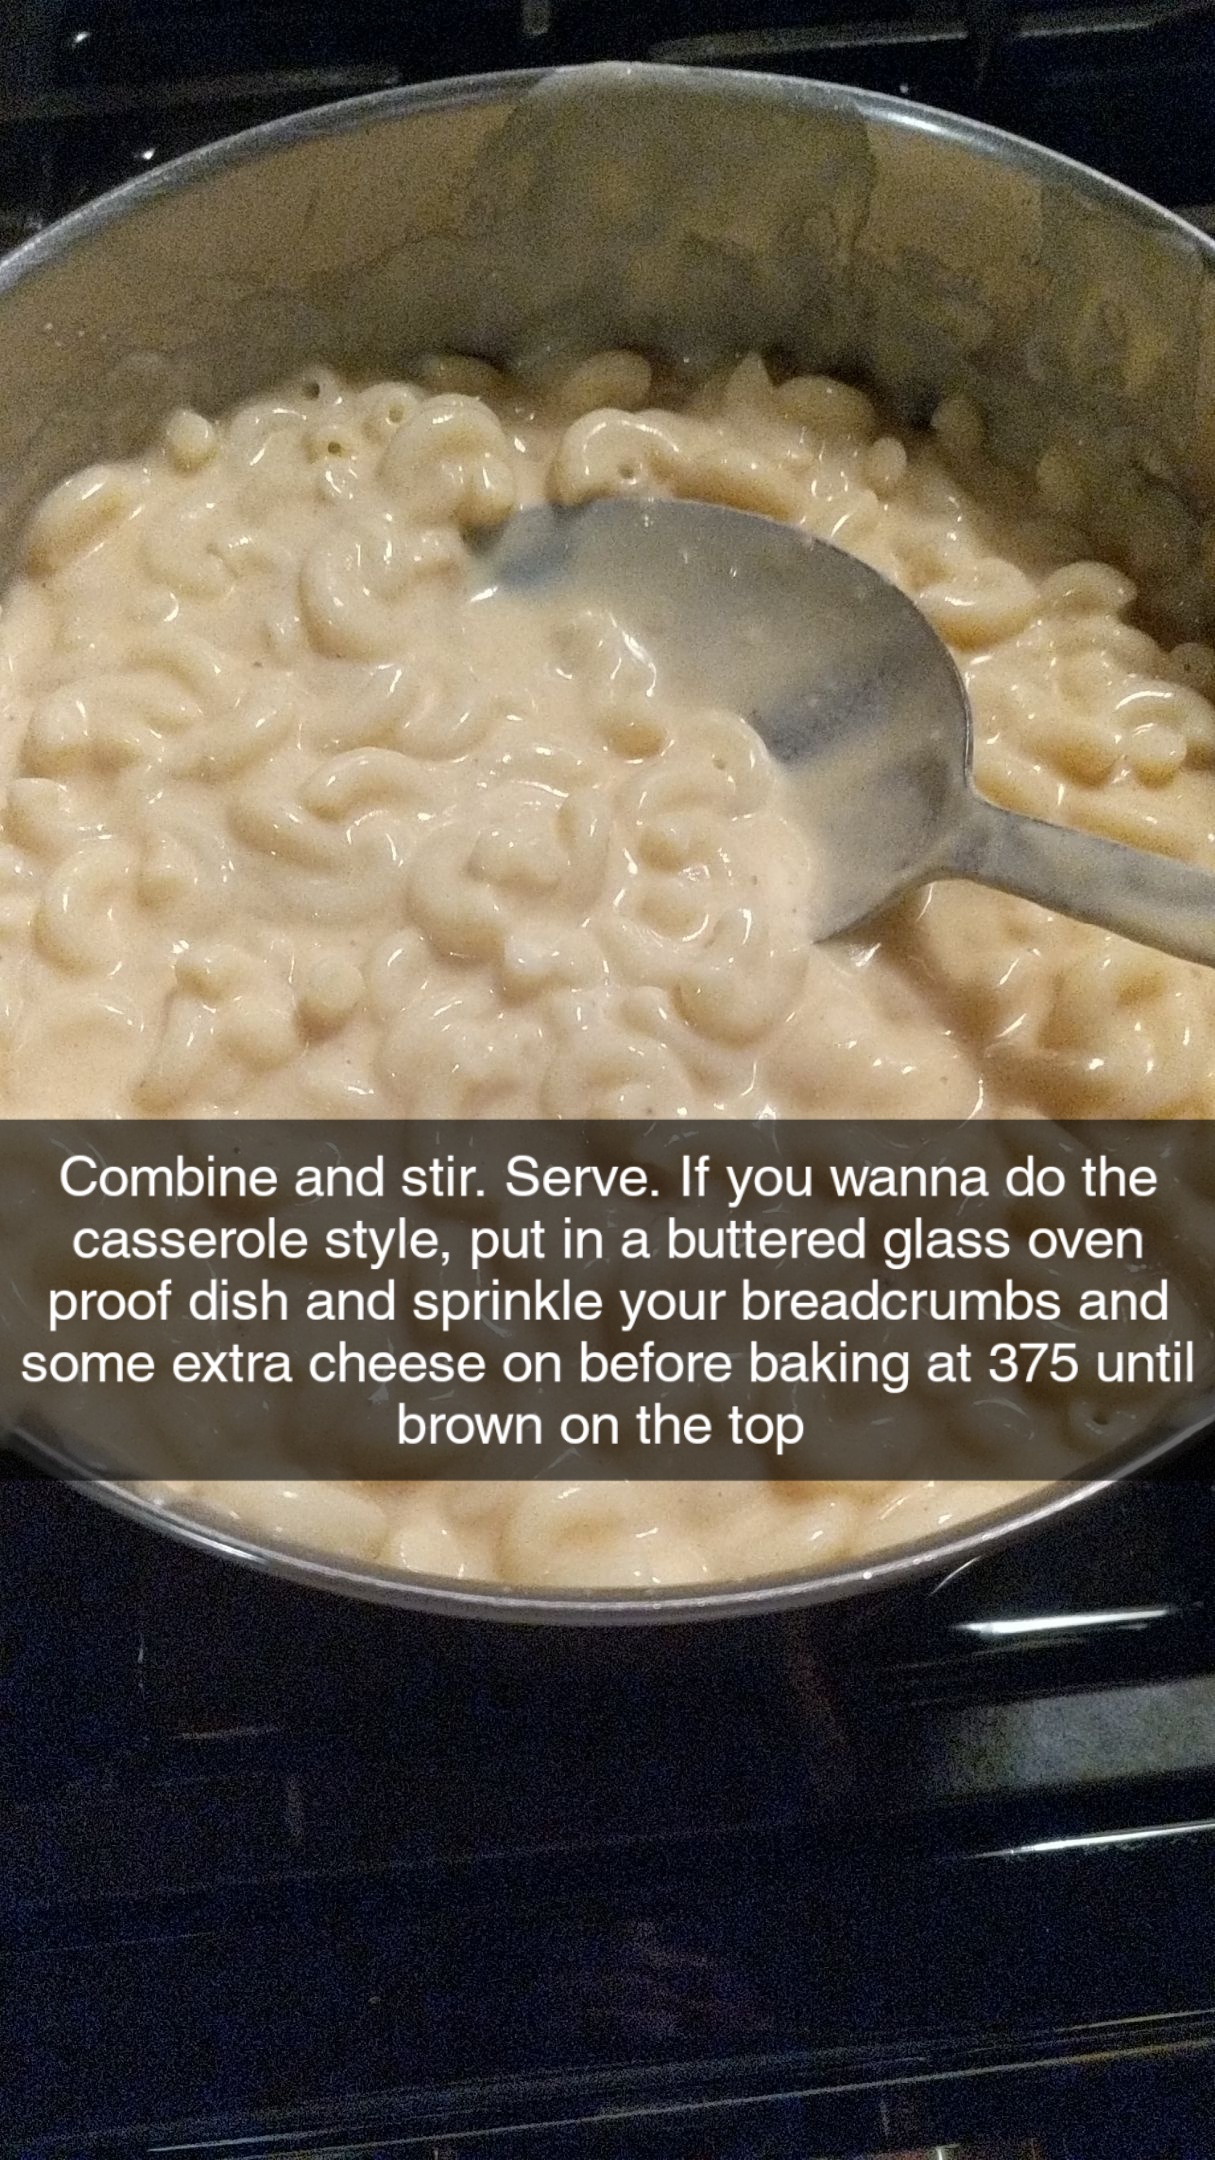 Combine and stir. Serve. If you wanna do the
casserole style, put in a buttered glass oven
proof dish and sprinkle your breadcrumbs and
some extra cheese on before baking at 375 until
brown on the top